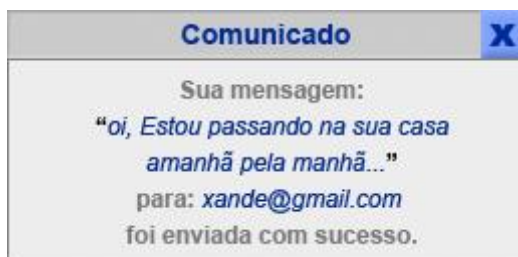 Comunicado X
Sua mensagem:
“oi, Estou passando na sua casa
amanhã pela manhã...”
para: xande@gmail.com
foi enviada com sucesso.